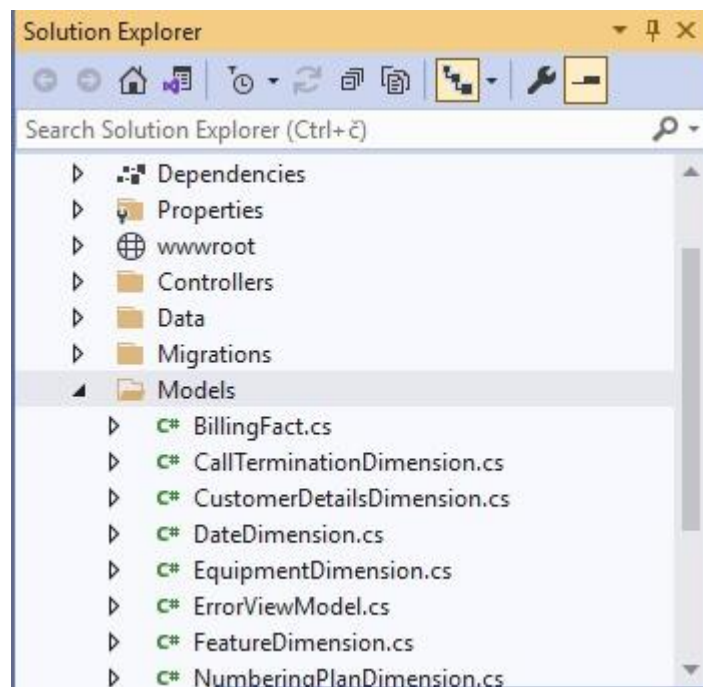 Solution Explorer
Search Solution Explorer (Ctrl+č)
Dependencies
Properties
wwwroot
Controllers
Data
Migrations
Models
C# BillingFact.cs
C# CallTerminationDimension.cs
C# CustomerDetailsDimension.cs
C# DateDimension.cs
C# EquipmentDimension.cs
C# ErrorViewModel.cs
C# FeatureDimension.cs
C# NumberingPlanDimension.cs